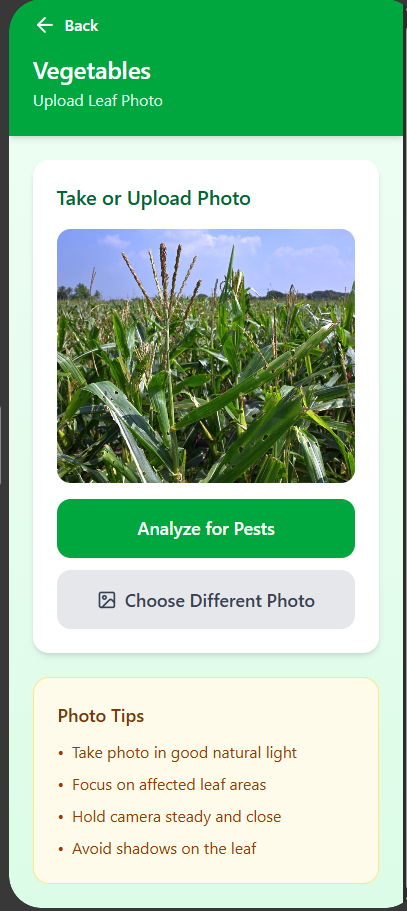 Back
Vegetables
Upload Leaf Photo
Take or Upload Photo
Analyze for Pests
Choose Different Photo
Photo Tips
• Take photo in good natural light
• Focus on affected leaf areas
• Hold camera steady and close
• Avoid shadows on the leaf